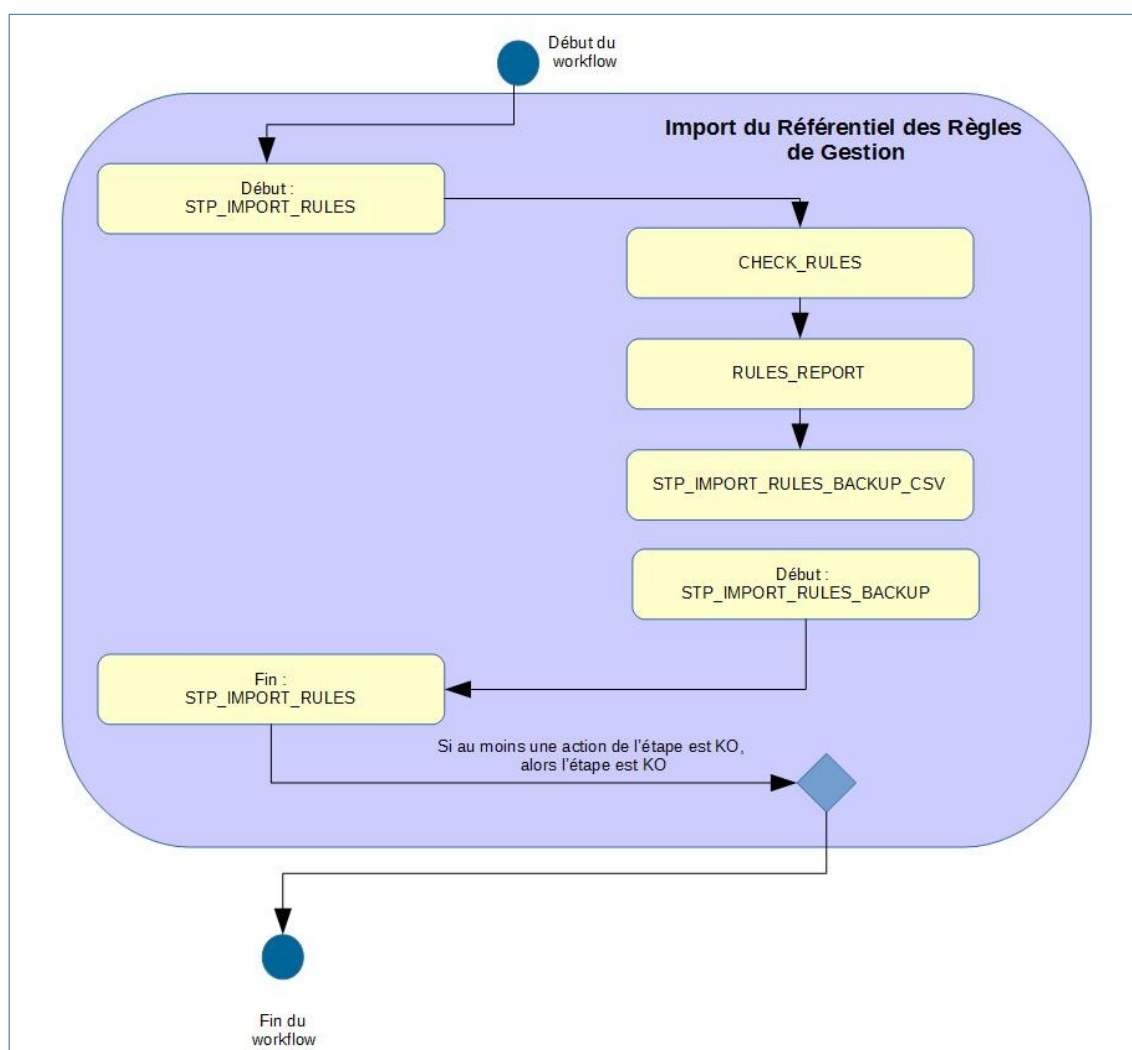 Début du
workflow
Import du Référentiel des Règles
de Gestion
Début :
STP_IMPORT_RULES
CHECK_RULES
RULES_REPORT
STP_IMPORT_RULES_BACKUP_CSV
Début :
STP_IMPORT_RULES_BACKUP
Fin :
STP_IMPORT_RULES
Si au moins une action de l'étape est KO,
alors l'étape est KO
Fin du
workflow